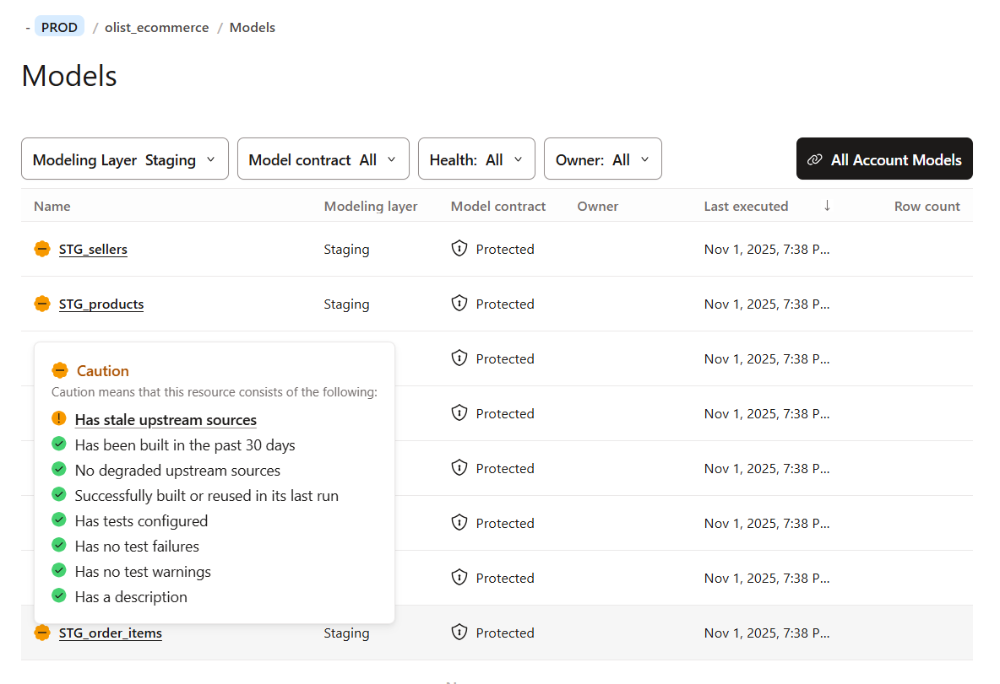 - PROD / olist_ecommerce / Models
Models
Modeling Layer Staging Model contract All Health: All Owner: All All Account Models
Name Modeling layer Model contract Owner Last executed ↓ Row count
STG_sellers Staging Protected Nov 1, 2025, 7:38 P...
STG_products Staging Protected Nov 1, 2025, 7:38 P...
Protected Nov 1, 2025, 7:38 P...
Caution
Caution means that this resource consists of the following:
Has stale upstream sources
Protected Nov 1, 2025, 7:38 P...
Has been built in the past 30 days
No degraded upstream sources
Protected Nov 1, 2025, 7:38 P...
Successfully built or reused in its last run
Has tests configured
Protected Nov 1, 2025, 7:38 P...
Has no test failures
Has no test warnings
Protected Nov 1, 2025, 7:38 P...
Has a description
STG_order_items Staging Protected Nov 1, 2025, 7:38 P...